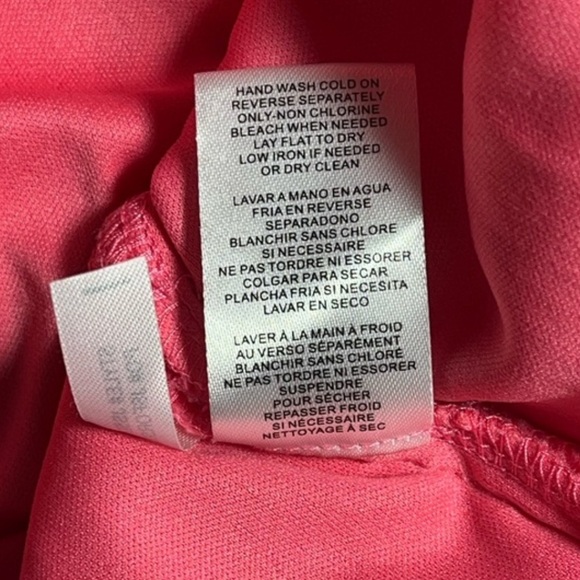 HAND WASH COLD ON
REVERSE SEPARATELY
ONLY-NON CHLORINE
BLEACH WHEN NEEDED
LAY FLAT TO DRY
LOW IRON IF NEEDED
OR DRY CLEAN
LAVAR A MANO EN AGUA
FRIA EN REVERSE
SEPARADONO
BLANCHIR SANS CHLORE
SI NECESSAIRE
NE PAS TORDRE NI ESSORER
COLGAR PARA SECAR
PLANCHA FRIA SI NECESITA
LAVAR EN SECO
LAVER À LA MAIN À FROID
AU VERSO SÉPARÉMENT
BLANCHIR SANS CHLORÉ
NE PAS TORDEN NI ESSORER
SUSPENDRE
POUR SÉCHER
REPASSER FROID
SI NÉCESSAIRE
NETTOYAGE À SEC